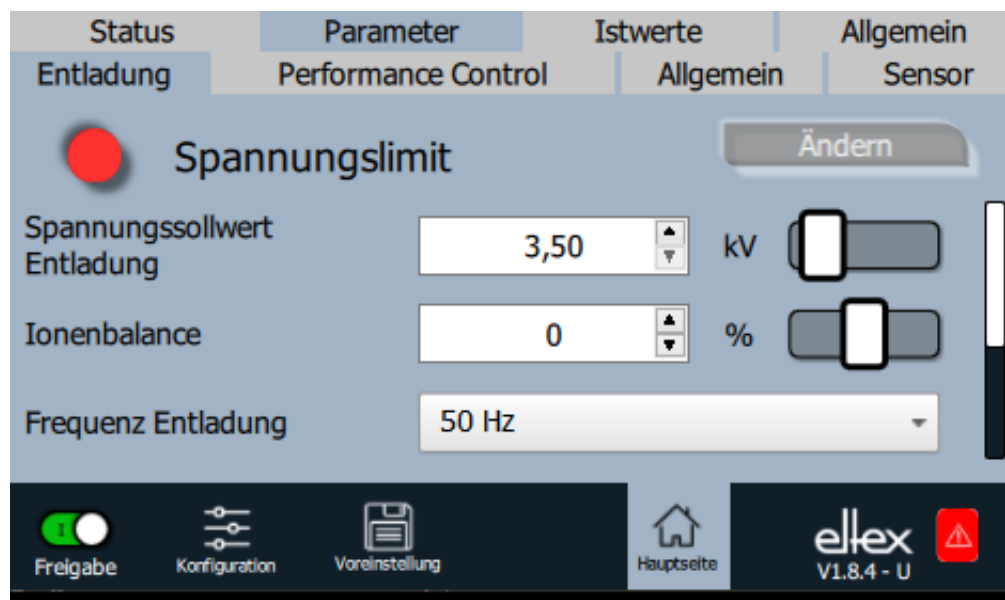 Status Parameter Istwerte Allgemein
Entladung Performance Control Allgemein Sensor
Spannungslimit Ändern
Spannungssollwert
Entladung
3,50 kV
Ionenbalance 0 %
Frequenz Entladung 50 Hz
I
Freigabe Konfiguration Voreinstellung Hauptseite
eltex
V1.8.4 - U